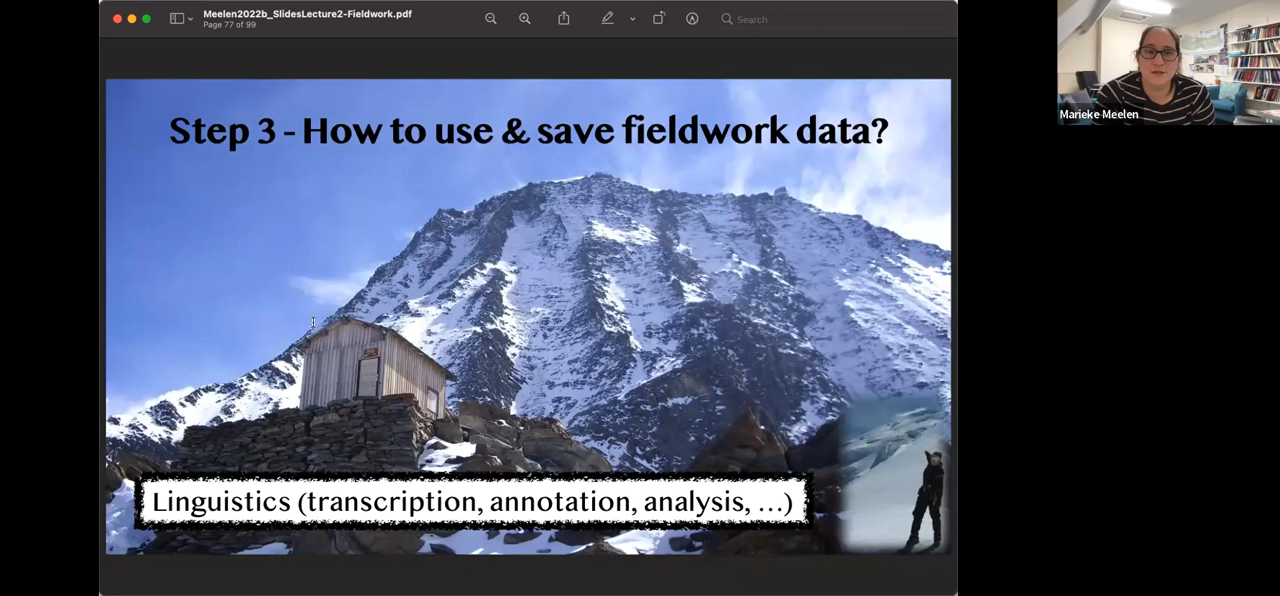 Meelen2022b_SlidesLecture2-Fieldwork.pdf
Page 77 of 99
Search
Marieke Meelen
Step 3 - How to use & save fieldwork data?
Linguistics (transcription, annotation, analysis, ...)